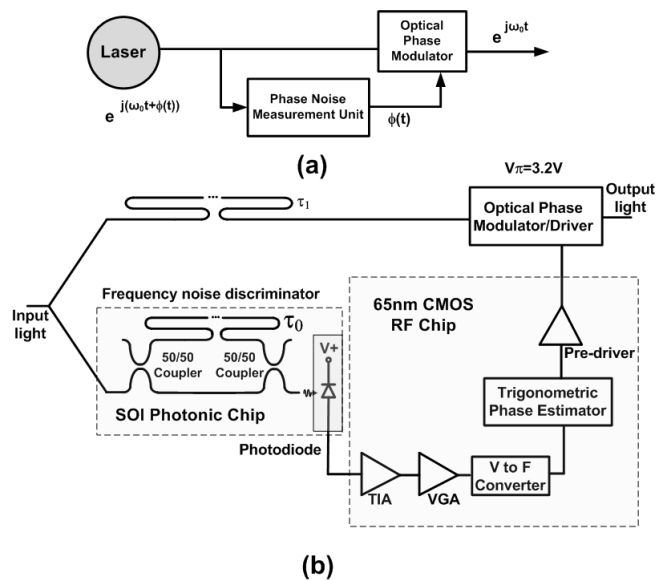 Laser
e^j(ω₀t+ϕ(t))
Optical
Phase
Modulator
e^jω₀t
Phase Noise
Measurement Unit
ϕ(t)
(a)
Vπ=3.2V
...
τ₁
Optical Phase
Modulator/Driver
Output
light
Input
light
Frequency noise discriminator
...
τ₀
50/50
Coupler
50/50
Coupler
V+
SOI Photonic Chip
Photodiode
65nm CMOS
RF Chip
Pre-driver
Trigonometric
Phase Estimator
V to F
Converter
TIA
VGA
(b)